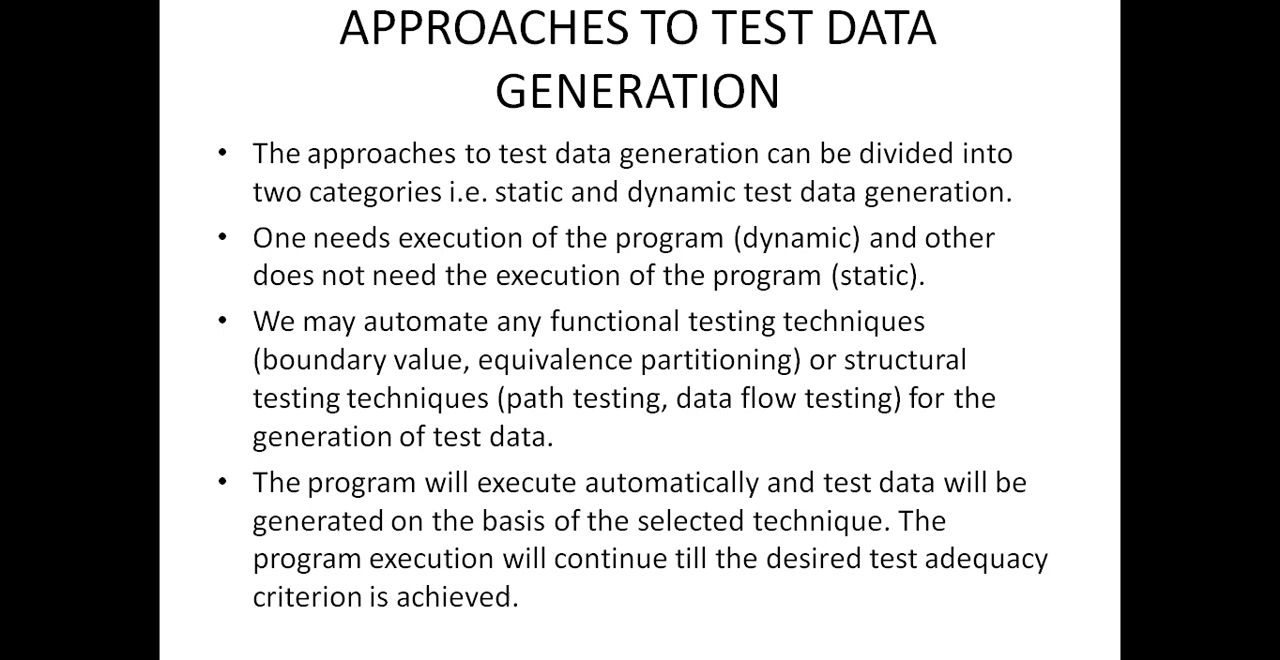 APPROACHES TO TEST DATA
GENERATION
• The approaches to test data generation can be divided into
two categories i.e. static and dynamic test data generation.
• One needs execution of the program (dynamic) and other
does not need the execution of the program (static).
• We may automate any functional testing techniques
(boundary value, equivalence partitioning) or structural
testing techniques (path testing, data flow testing) for the
generation of test data.
• The program will execute automatically and test data will be
generated on the basis of the selected technique. The
program execution will continue till the desired test adequacy
criterion is achieved.